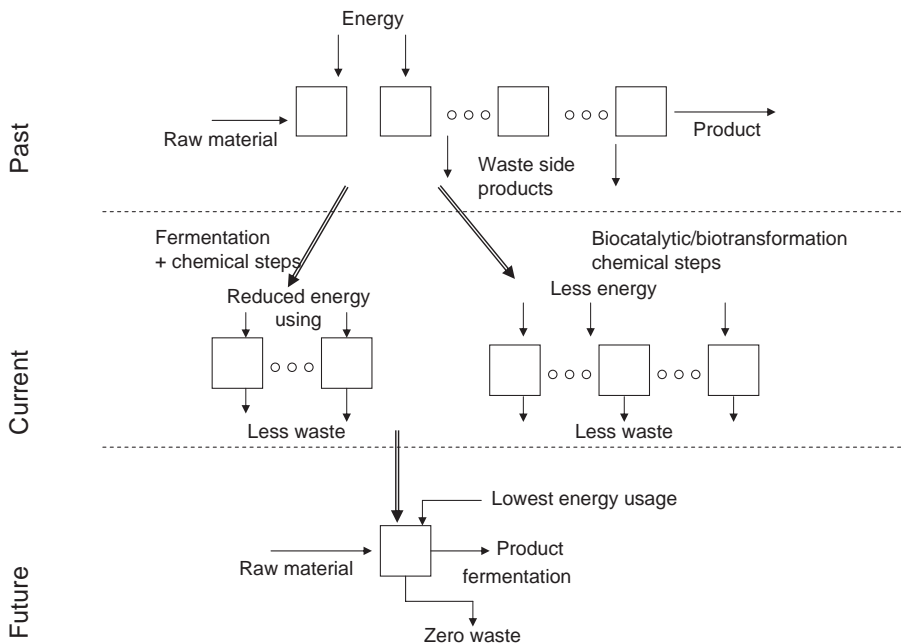 Energy
Past
Raw material
Product
Waste side
products
Fermentation
+ chemical steps
Biocatalytic/biotransformation
chemical steps
Reduced energy
using
Less energy
Current
Less waste
Less waste
Lowest energy usage
Raw material
Product
fermentation
Future
Zero waste